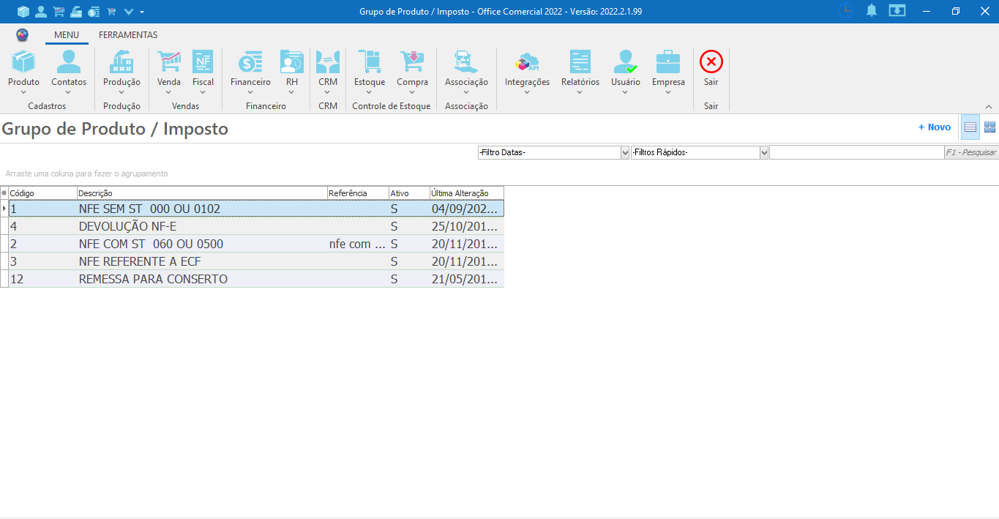 Grupo de Produto / Imposto - Office Comercial 2022 - Versão: 2022.2.1.99
MENU FERRAMENTAS
NF API
Produto Contatos Produção Venda Fiscal Financeiro RH CRM Estoque Compra Associação Integrações Relatórios Usuário Empresa Sair
Cadastros Produção Vendas Financeiro CRM Controle de Estoque Associação Sair
Grupo de Produto / Imposto + Novo
-Filtro Datas- -Filtros Rápidos- F1 - Pesquisar
Arraste uma coluna para fazer o agrupamento
Código Descrição Referência Ativo Última Alteração
1 NFE SEM ST  000 OU 0102 S 04/09/202...
4 DEVOLUÇÃO NF-E S 25/10/201...
2 NFE COM ST  060 OU 0500 nfe com ... S 20/11/201...
3 NFE REFERENTE A ECF S 20/11/201...
12 REMESSA PARA CONSERTO S 21/05/201...